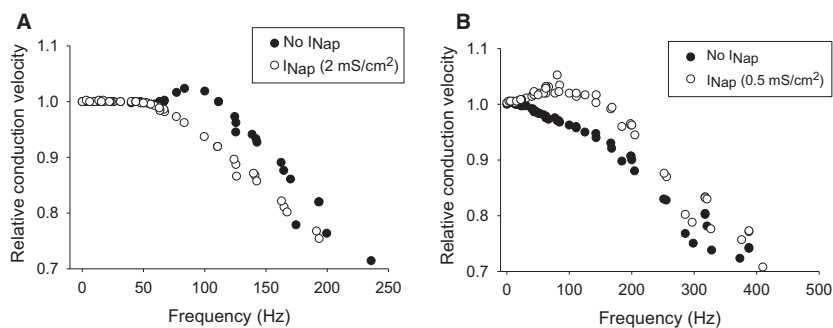 A
No INap
INap (2 mS/cm²)
Relative conduction velocity
1.1
1.0
0.9
0.8
0.7
0
50
100
150
200
250
Frequency (Hz)
B
No INap
INap (0.5 mS/cm²)
Relative conduction velocity
1.1
1.0
0.9
0.8
0.7
0
100
200
300
400
500
Frequency (Hz)